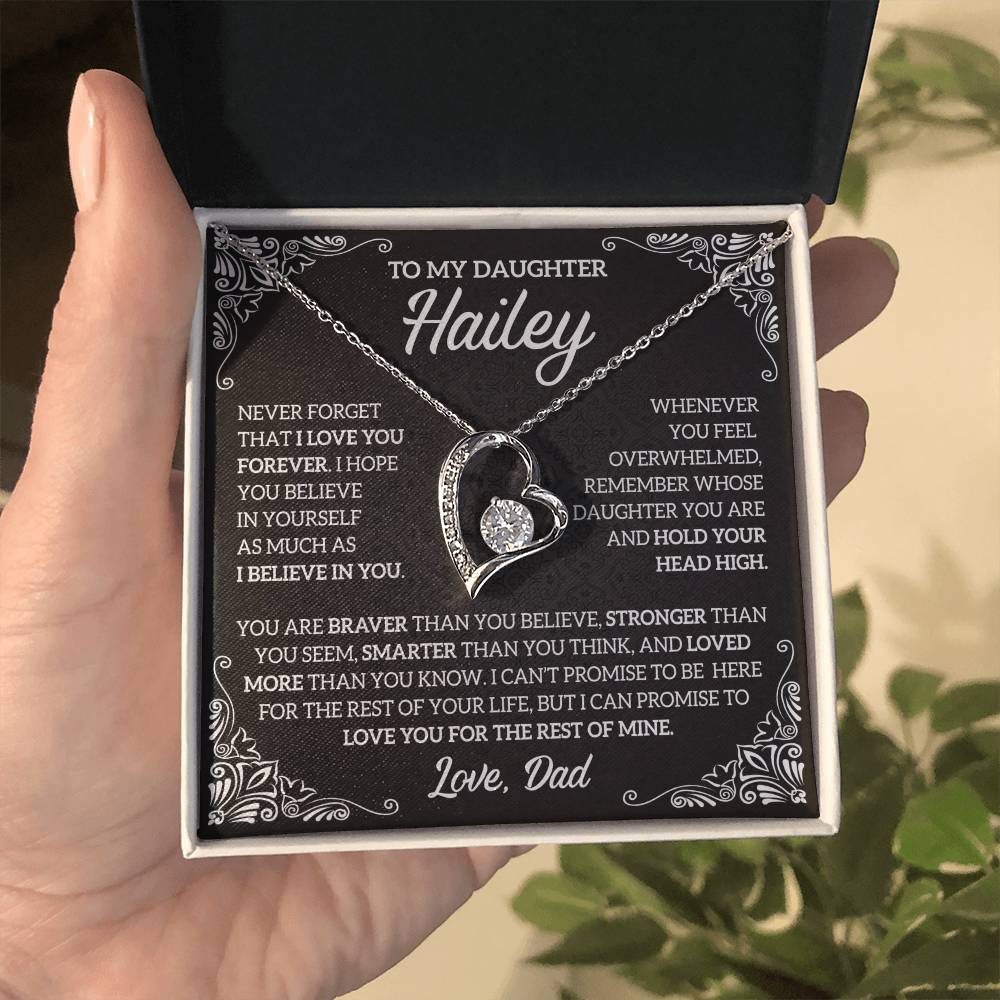 TO MY DAUGHTER
Hailey
NEVER FORGET
THAT I LOVE YOU
FOREVER. I HOPE
YOU BELIEVE
IN YOURSELF
AS MUCH AS
I BELIEVE IN YOU.
WHENEVER
YOU FEEL
OVERWHELMED,
REMEMBER WHOSE
DAUGHTER YOU ARE
AND HOLD YOUR
HEAD HIGH.
YOU ARE BRAVER THAN YOU BELIEVE, STRONGER THAN
YOU SEEM, SMARTER THAN YOU THINK, AND LOVED
MORE THAN YOU KNOW. I CAN'T PROMISE TO BE HERE
FOR THE REST OF YOUR LIFE, BUT I CAN PROMISE TO
LOVE YOU FOR THE REST OF MINE.
Love, Dad